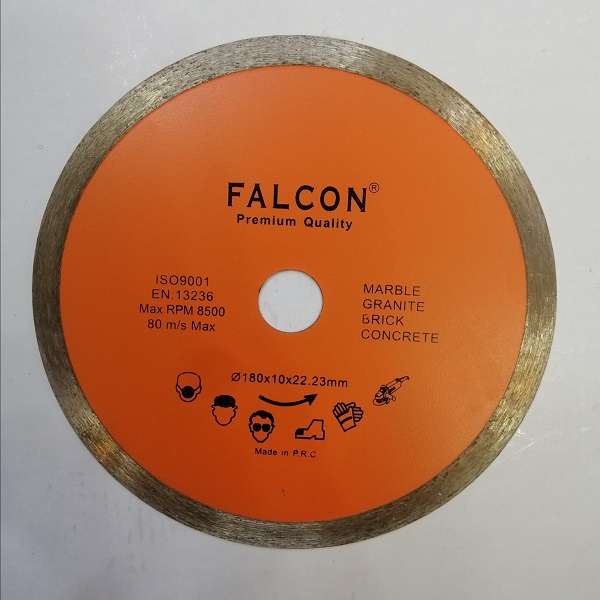 FALCON®
Premium Quality
ISO9001
EN.13236
Max RPM 8500
80 m/s Max
MARBLE
GRANITE
BRICK
CONCRETE
Ø180x10x22.23mm
Made in P.R.C